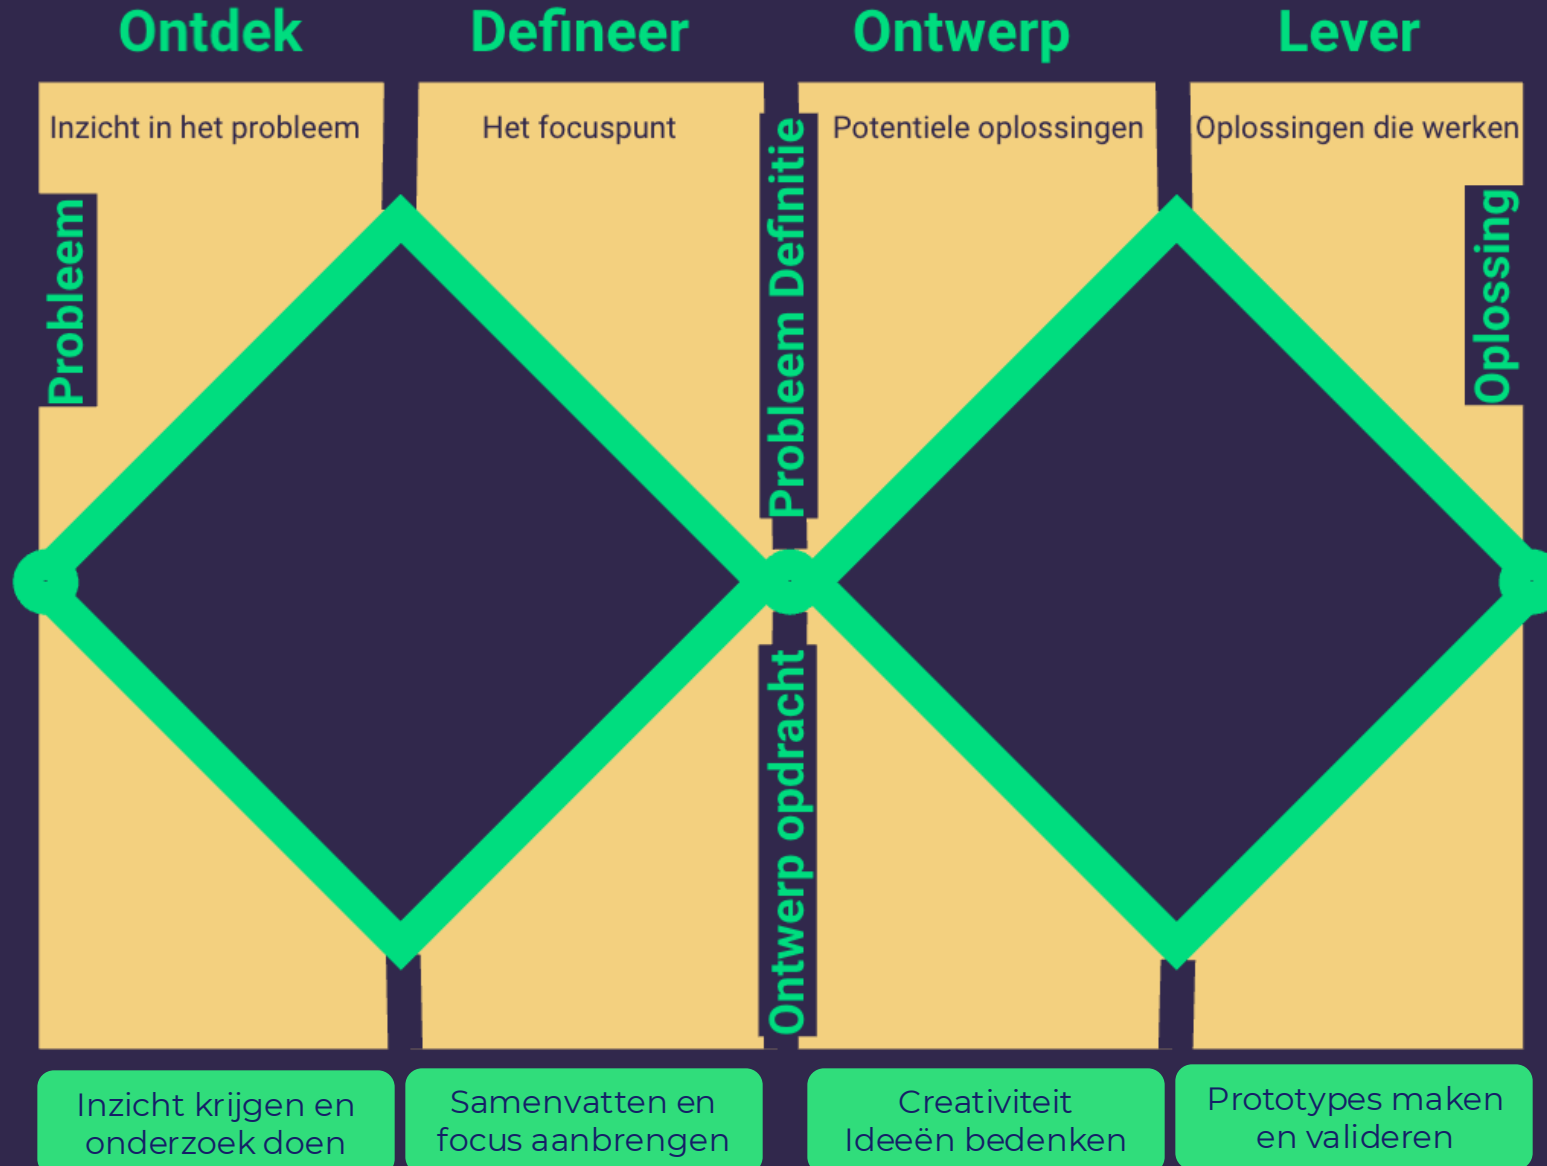 Ontdek
Defineer
Ontwerp
Lever
Inzicht in het probleem
Het focuspunt
Potentiele oplossingen
Oplossingen die werken
Probleem
Probleem Definitie
Oplossing
Ontwerp opdracht
Inzicht krijgen en
onderzoek doen
Samenvatten en
focus aanbrengen
Creativiteit
Ideeën bedenken
Prototypes maken
en valideren